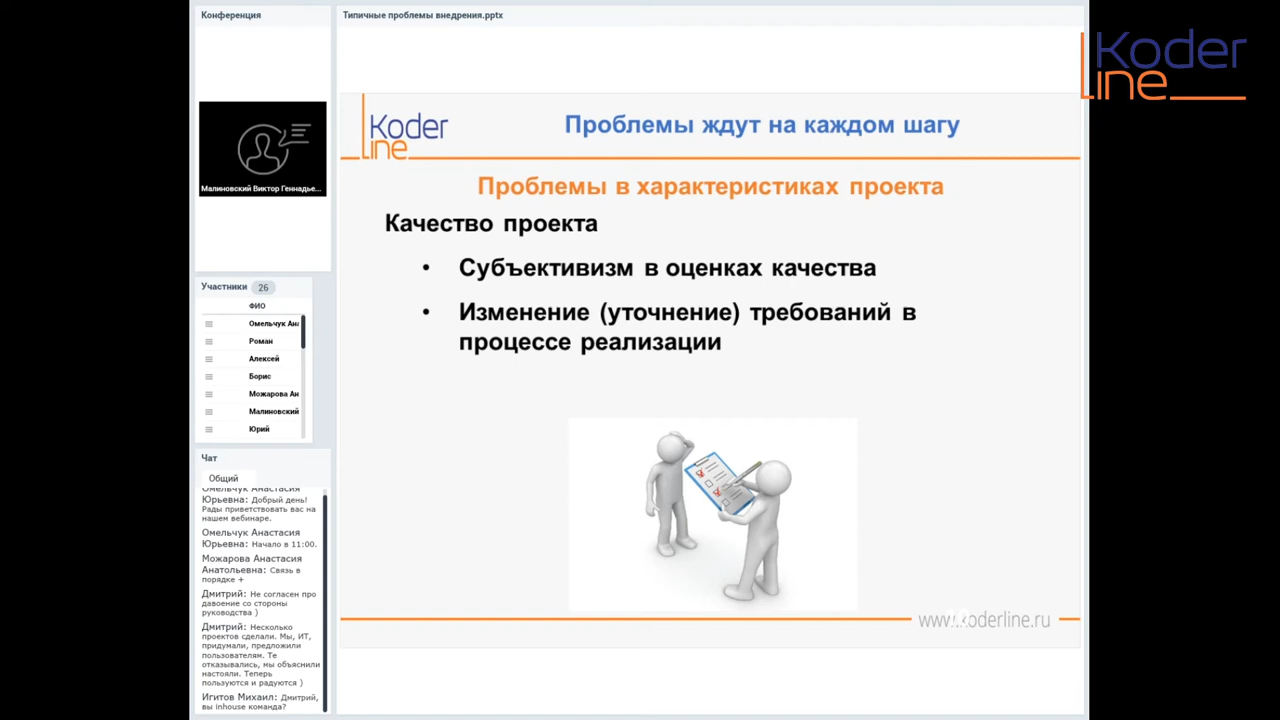 Конференция
Типичные проблемы внедрения.pptx
Koder
line
Малиновский Виктор Геннадье...
Участники 26
ФИО
Омельчук Ана
Роман
Алексей
Борис
Можарова Ан
Малиновский
Юрий
Чат
Общий
Омельчук Анастасия
Юрьевна: Добрый день!
Рады приветствовать вас на
нашем вебинаре.
Омельчук Анастасия
Юрьевна: Начало в 11:00.
Можарова Анастасия
Анатольевна: Связь в
порядке +
Дмитрий: Не согласен про
давоение со стороны
руководства )
Дмитрий: Несколько
проектов сделали. Мы, ИТ,
придумали, предложили
пользователям. Те
отказывались, мы объяснили
настояли. Теперь
пользуются и радуются )
Игитов Михаил: Дмитрий,
вы inhouse команда?
Koder
line
Проблемы ждут на каждом шагу
Проблемы в характеристиках проекта
Качество проекта
• Субъективизм в оценках качества
• Изменение (уточнение) требований в
процессе реализации
www.koderline.ru